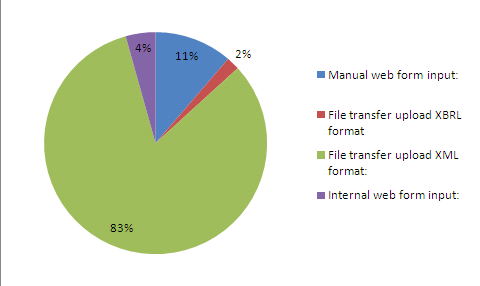 4%
11%
2%
83%
Manual web form input:
File transfer upload XBRL
format
File transfer upload XML
format:
Internal web form input: